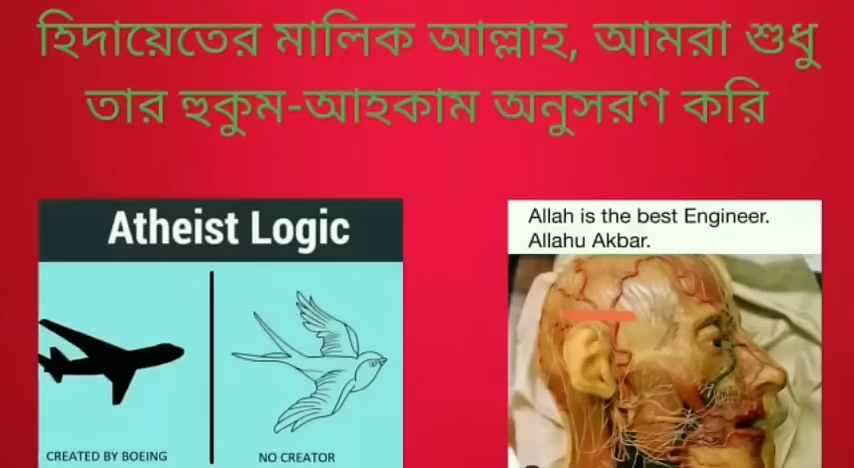 হিদায়েতের মালিক আল্লাহ, আমরা শুধু
তার হুকুম-আহকাম অনুসরণ করি
Atheist Logic
CREATED BY BOEING
NO CREATOR
Allah is the best Engineer.
Allahu Akbar.